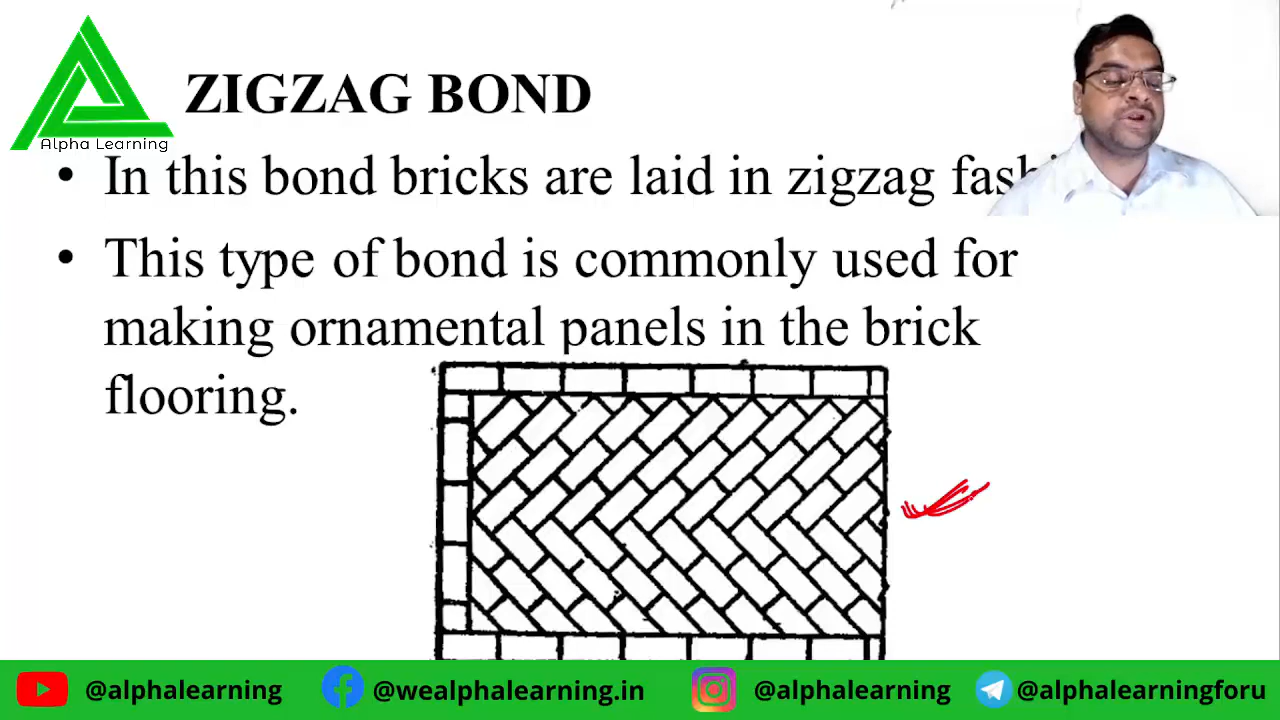 ZIGZAG BOND
Alpha Learning
• In this bond bricks are laid in zigzag
• This type of bond is commonly used for
making ornamental panels in the brick
flooring.
@alphalearning
@wealphalearning.in
@alphalearning
@alphalearningforu